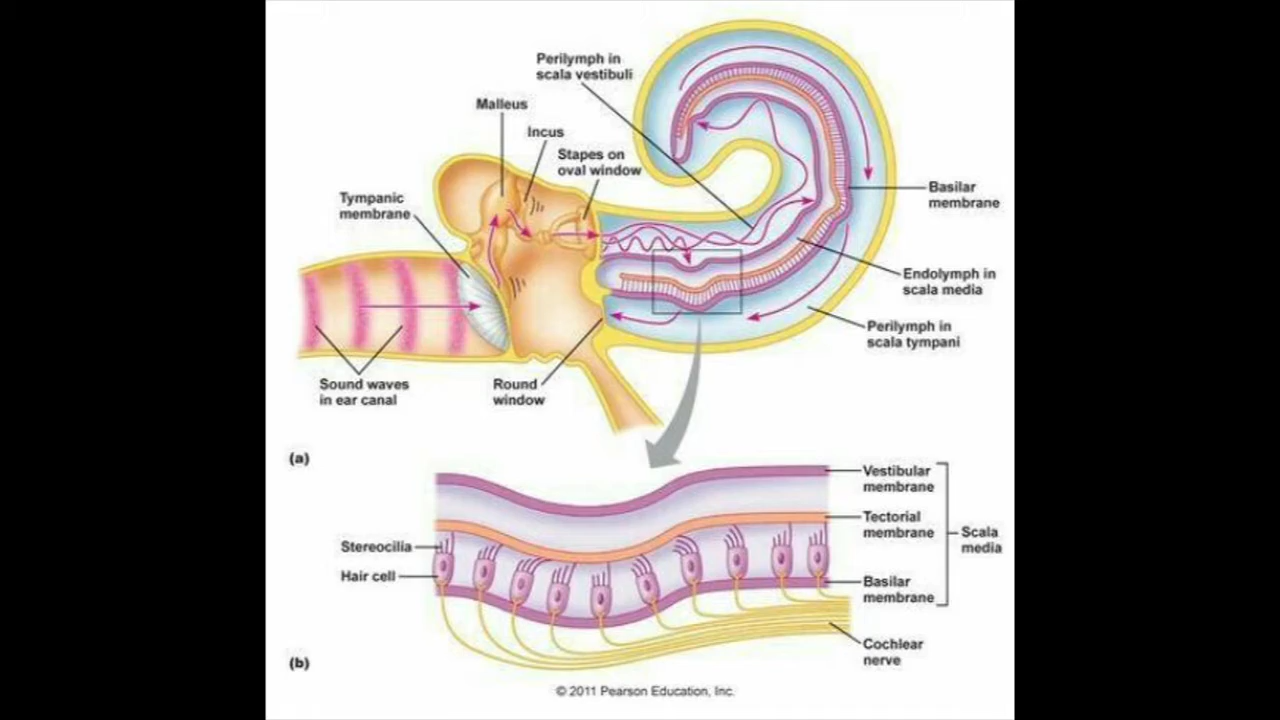 Perilymph in
scala vestibuli
Malleus
Incus
Stapes on
oval window
Tympanic
membrane
Basilar
membrane
Endolymph in
scala media
Perilymph in
scala tympani
Sound waves
in ear canal
Round
window
(a)
Vestibular
membrane
Tectorial
membrane
Scala
media
Stereocilia
Hair cell
Basilar
membrane
Cochlear
nerve
(b)
© 2011 Pearson Education, Inc.